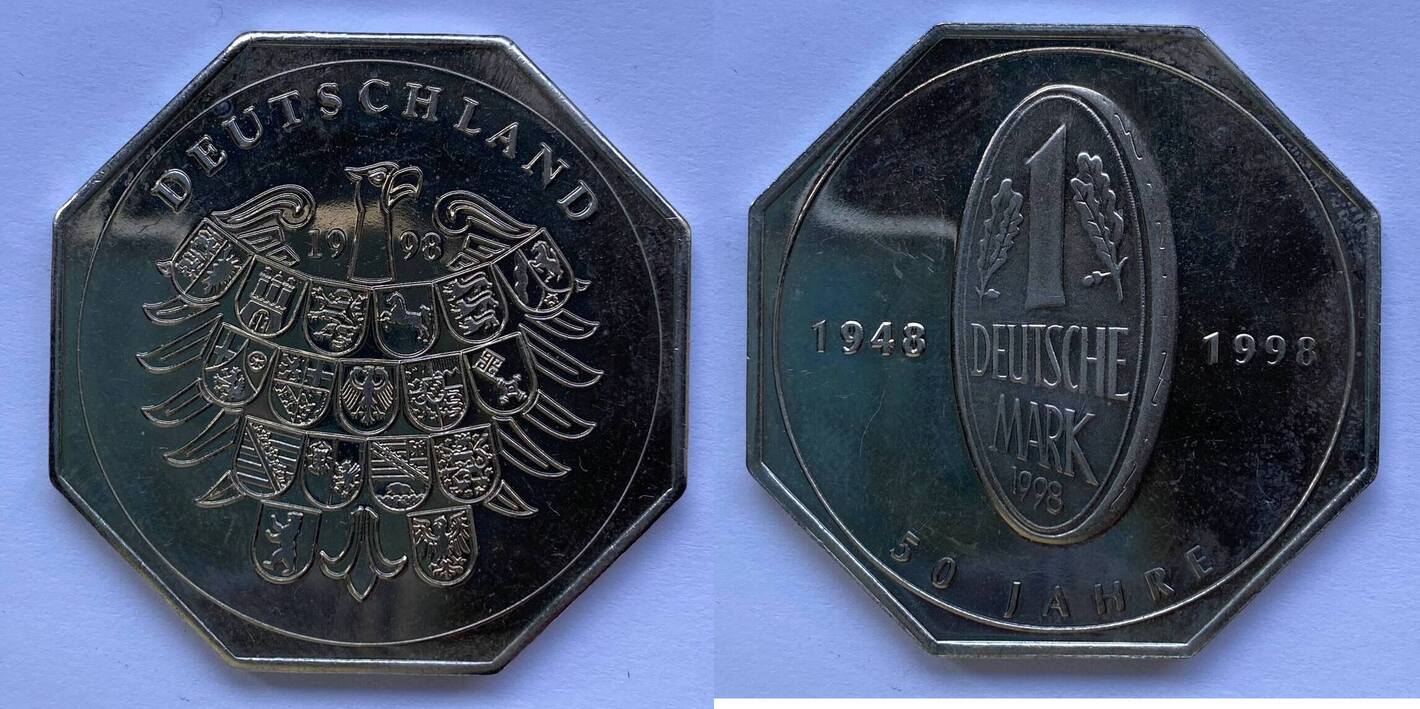 DEUTSCHLAND
19 98
1
DEUTSCHE
MARK
1998
1948 1998
50 JAHRE